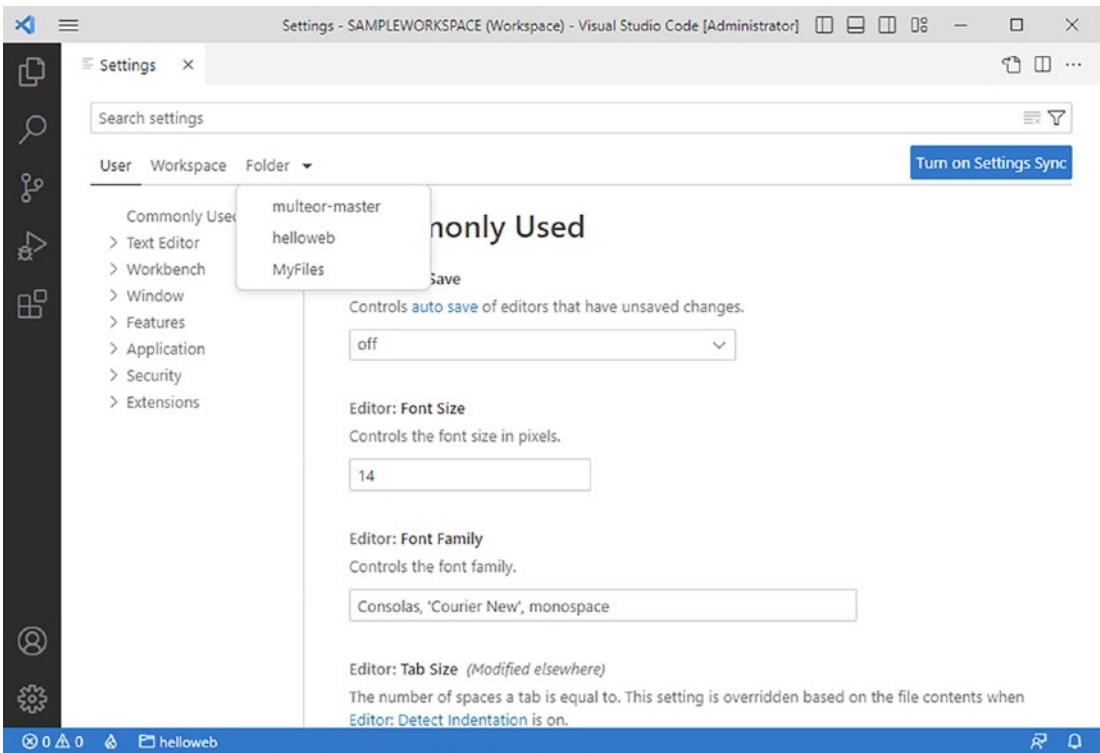 Settings - SAMPLEWORKSPACE (Workspace) - Visual Studio Code [Administrator]
Settings
Search settings
User Workspace Folder
Turn on Settings Sync
multeor-master
helloweb
MyFiles
Commonly Used
Text Editor
Workbench
Window
Features
Application
Security
Extensions
monly Used
Save
Controls auto save of editors that have unsaved changes.
off
Editor: Font Size
Controls the font size in pixels.
14
Editor: Font Family
Controls the font family.
Consolas, 'Courier New', monospace
Editor: Tab Size (Modified elsewhere)
The number of spaces a tab is equal to. This setting is overridden based on the file contents when
Editor: Detect Indentation is on.
0 0 helloweb